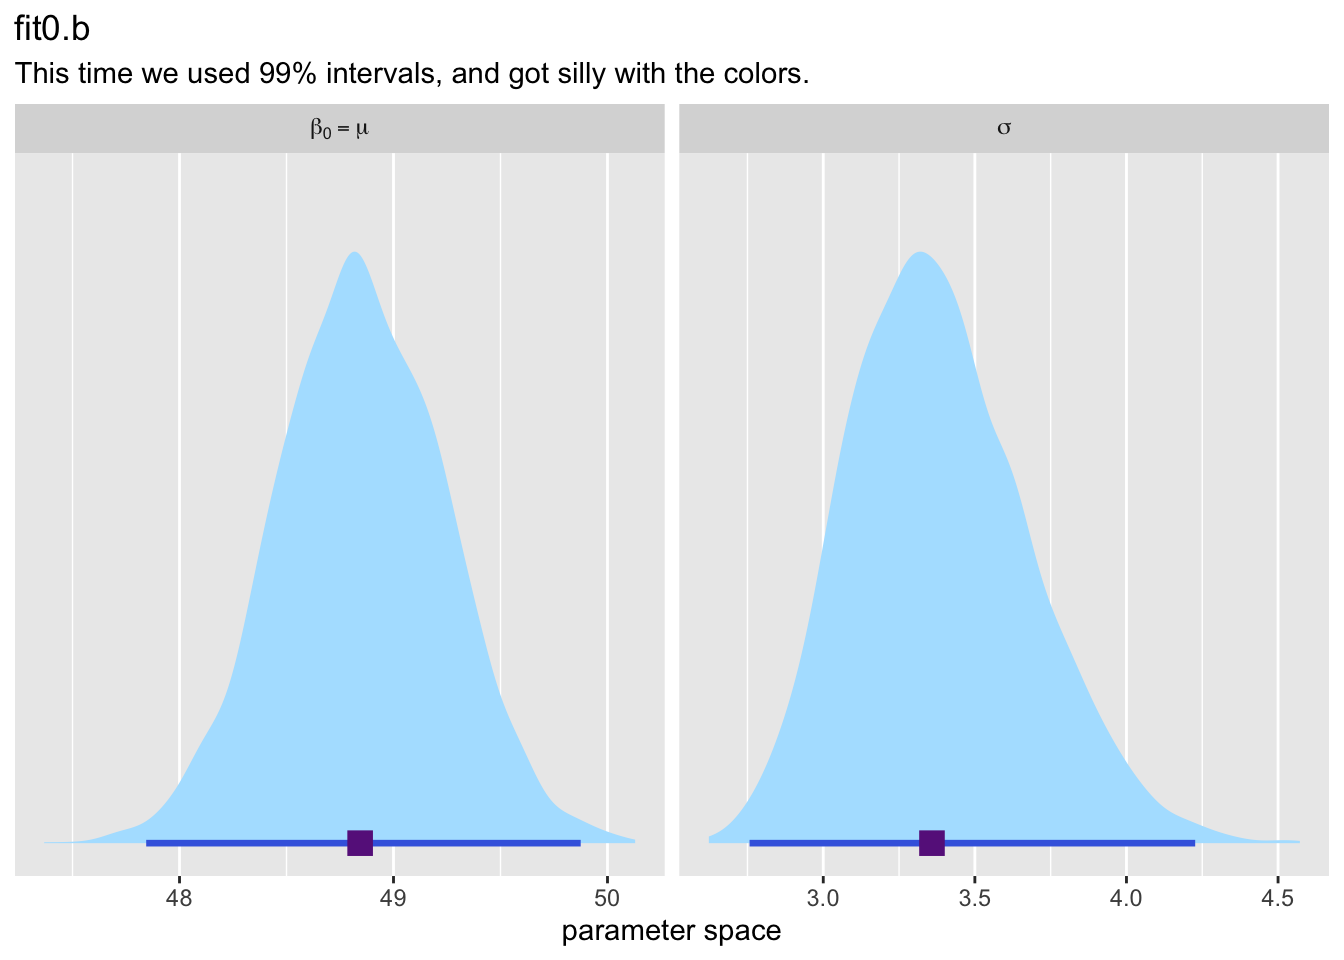 fit0.b
This time we used 99% intervals, and got silly with the colors.
β₀ = μ
σ
48 49 50
3.0 3.5 4.0 4.5
parameter space